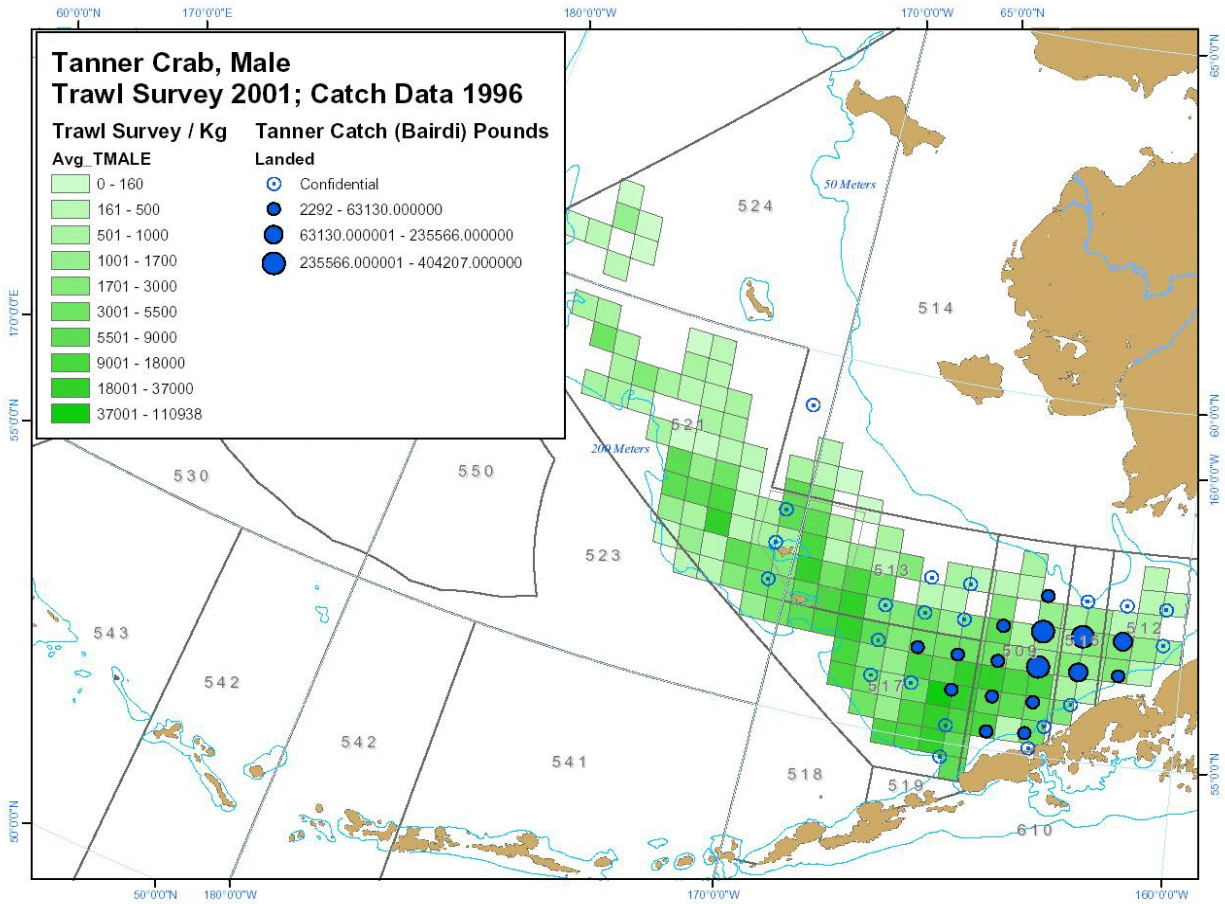 60°0'0"N 170°0'0"E 180°0'0"W 170°0'0"W 65°0'0"N
Tanner Crab, Male
Trawl Survey 2001; Catch Data 1996
Trawl Survey / Kg
Avg_TMALE
0 - 160
161 - 500
501 - 1000
1001 - 1700
1701 - 3000
3001 - 5500
5501 - 9000
9001 - 18000
18001 - 37000
37001 - 110938
Tanner Catch (Bairdi) Pounds
Landed
Confidential
2292 - 63130.000000
63130.000001 - 235566.000000
235566.000001 - 404207.000000
65°0'0"N
50 Meters
524
170°0'0"E
514
55°0'0"N
60°0'0"N
521
200 Meters
530
550
160°0'0"W
523
513
543
512
516
509
542
517
542
541
518
519
55°0'0"N
50°0'0"N
610
50°0'0"N 180°0'0"W 170°0'0"W 160°0'0"W